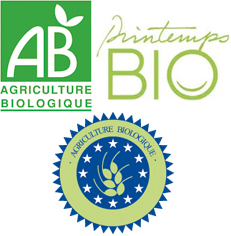 AB
AGRICULTURE
BIOLOGIQUE
Printemps
BIO
• AGRICULTURE BIOLOGIQUE •